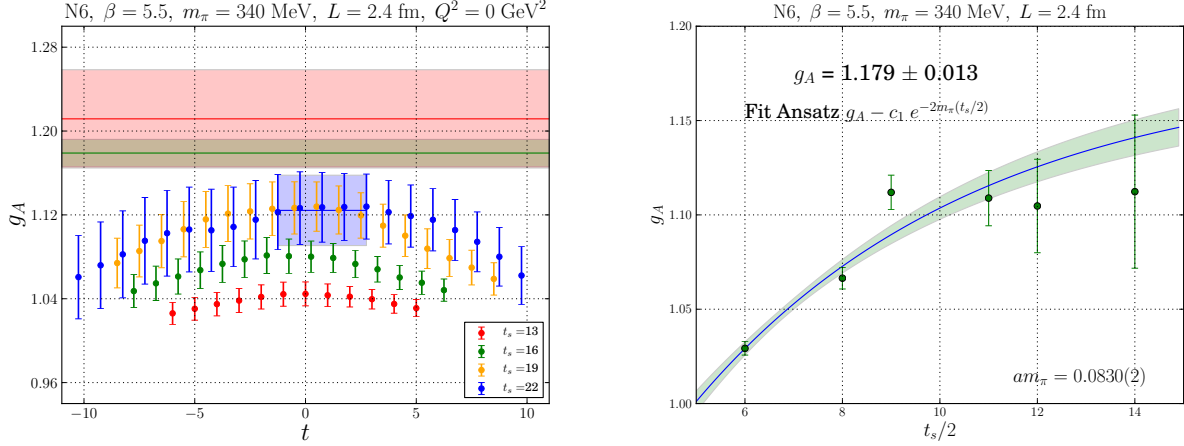 N6, β = 5.5, m_π = 340 MeV, L = 2.4 fm, Q² = 0 GeV²
g_A
1.28
1.20
1.12
1.04
0.96
t_s =13
t_s =16
t_s =19
t_s =22
−10
−5
0
5
10
t
N6, β = 5.5, m_π = 340 MeV, L = 2.4 fm
g_A
1.20
1.15
1.10
1.05
1.00
g_A = 1.179 ± 0.013
Fit Ansatz g_A − c₁ e^{−2m_π(t_s/2)}
am_π = 0.0830(2)
6
8
10
12
14
t_s/2